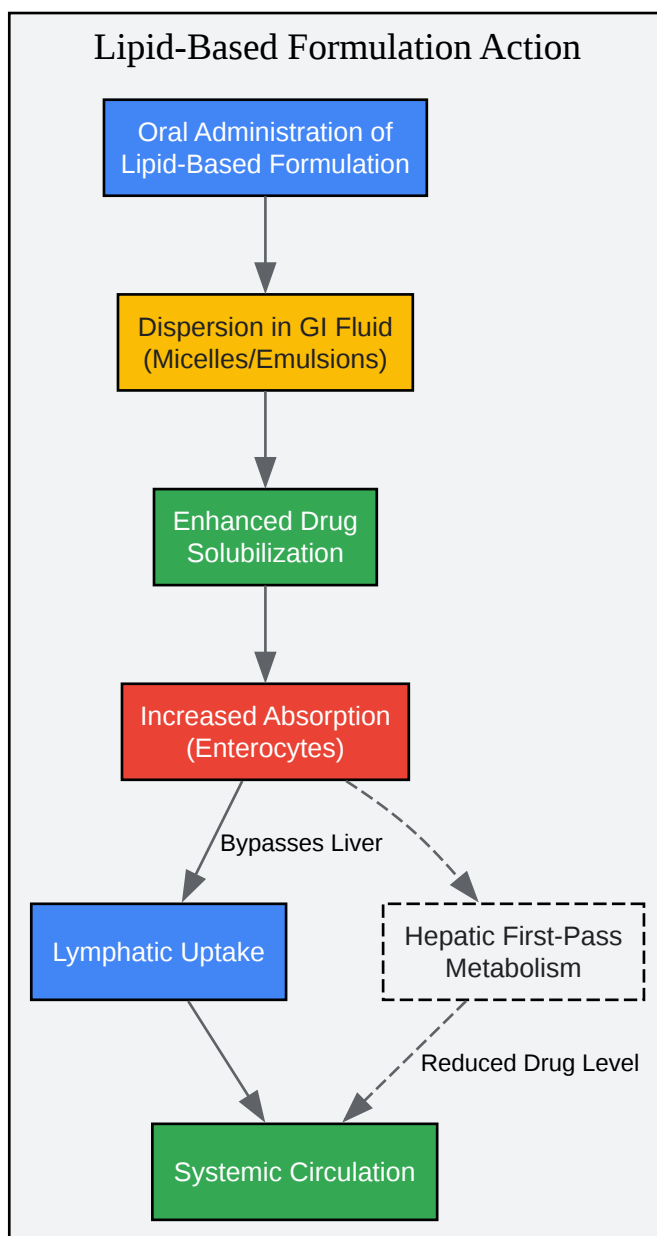 Lipid-Based Formulation Action
Oral Administration of
Lipid-Based Formulation
Dispersion in GI Fluid
(Micelles/Emulsions)
Enhanced Drug
Solubilization
Increased Absorption
(Enterocytes)
Bypasses Liver
Lymphatic Uptake
Hepatic First-Pass
Metabolism
Reduced Drug Level
Systemic Circulation